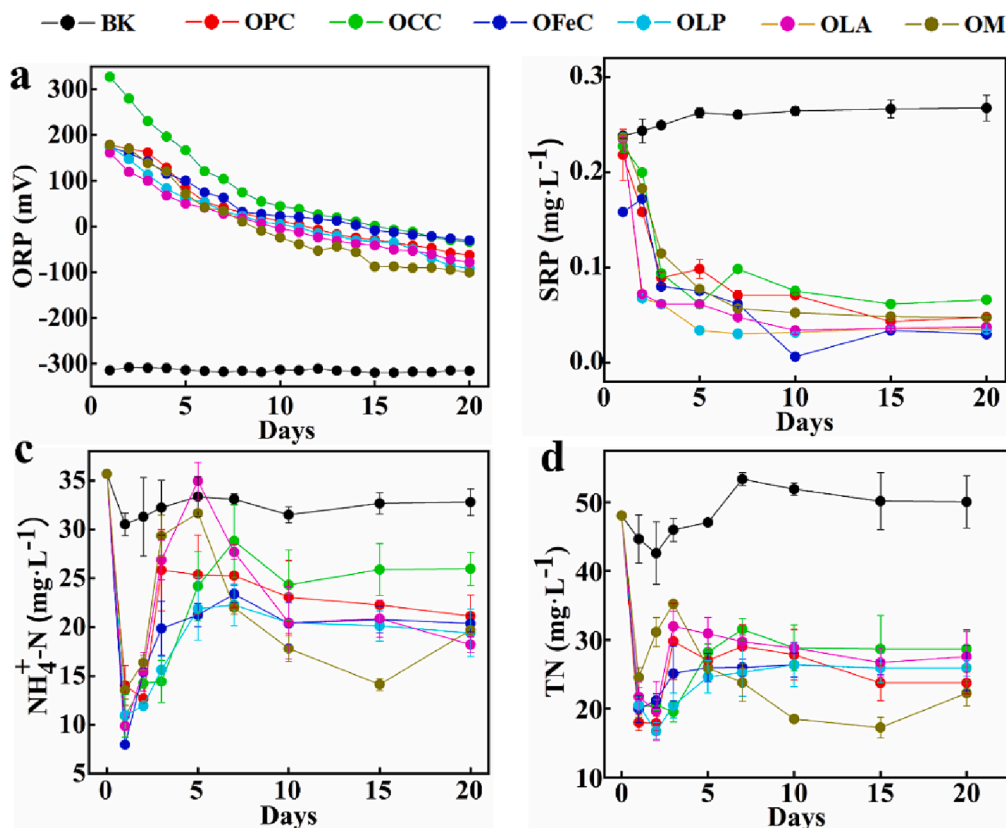 BK OPC OCC OFeC OLP OLA OM
a
ORP (mV)
300
200
100
0
-100
-300
0 5 10 15 20
Days
SRP (mg·L⁻¹)
0.3
0.2
0.1
0.0
0 5 10 15 20
Days
c
NH₄⁺-N (mg·L⁻¹)
35
30
25
20
15
10
5
0 5 10 15 20
Days
d
TN (mg·L⁻¹)
50
40
30
20
10
0 5 10 15 20
Days